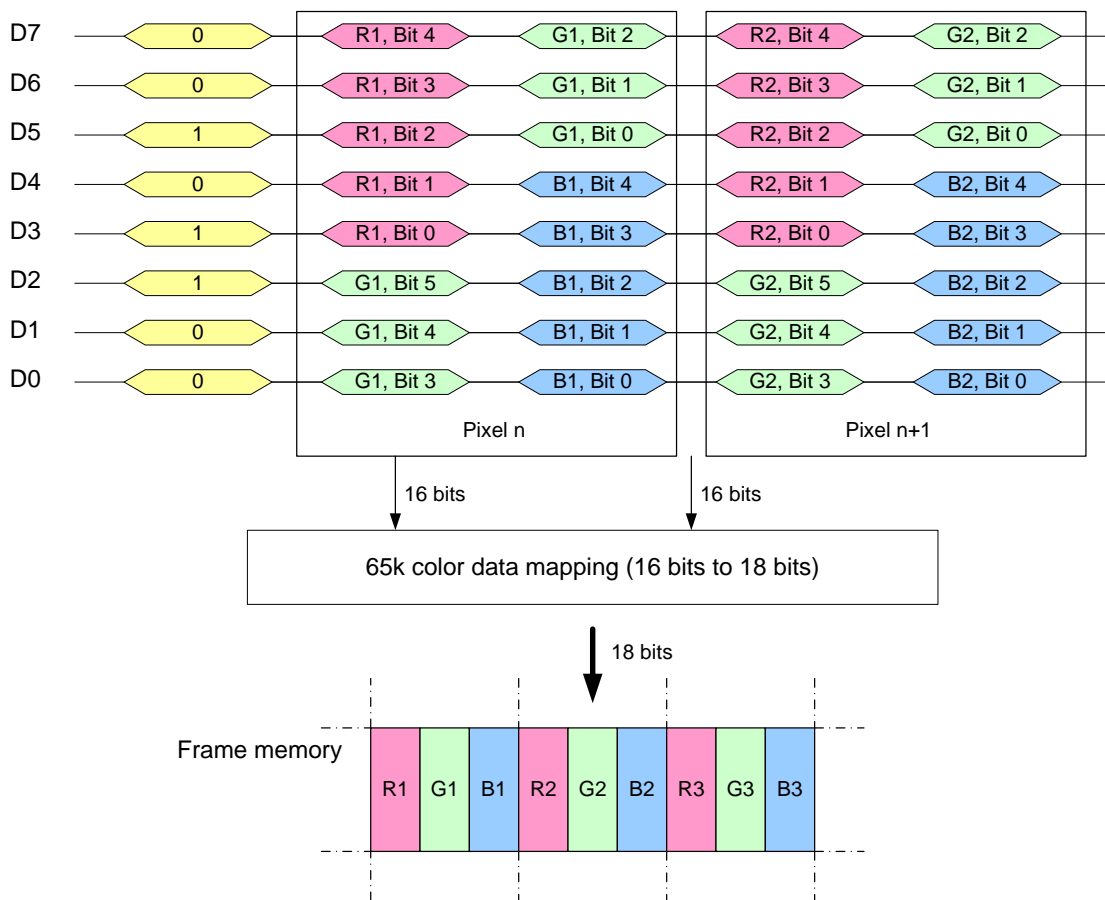 D7 0 R1, Bit 4 G1, Bit 2 R2, Bit 4 G2, Bit 2
D6 0 R1, Bit 3 G1, Bit 1 R2, Bit 3 G2, Bit 1
D5 1 R1, Bit 2 G1, Bit 0 R2, Bit 2 G2, Bit 0
D4 0 R1, Bit 1 B1, Bit 4 R2, Bit 1 B2, Bit 4
D3 1 R1, Bit 0 B1, Bit 3 R2, Bit 0 B2, Bit 3
D2 1 G1, Bit 5 B1, Bit 2 G2, Bit 5 B2, Bit 2
D1 0 G1, Bit 4 B1, Bit 1 G2, Bit 4 B2, Bit 1
D0 0 G1, Bit 3 B1, Bit 0 G2, Bit 3 B2, Bit 0
Pixel n Pixel n+1
16 bits 16 bits
65k color data mapping (16 bits to 18 bits)
18 bits
Frame memory
R1 G1 B1 R2 G2 B2 R3 G3 B3